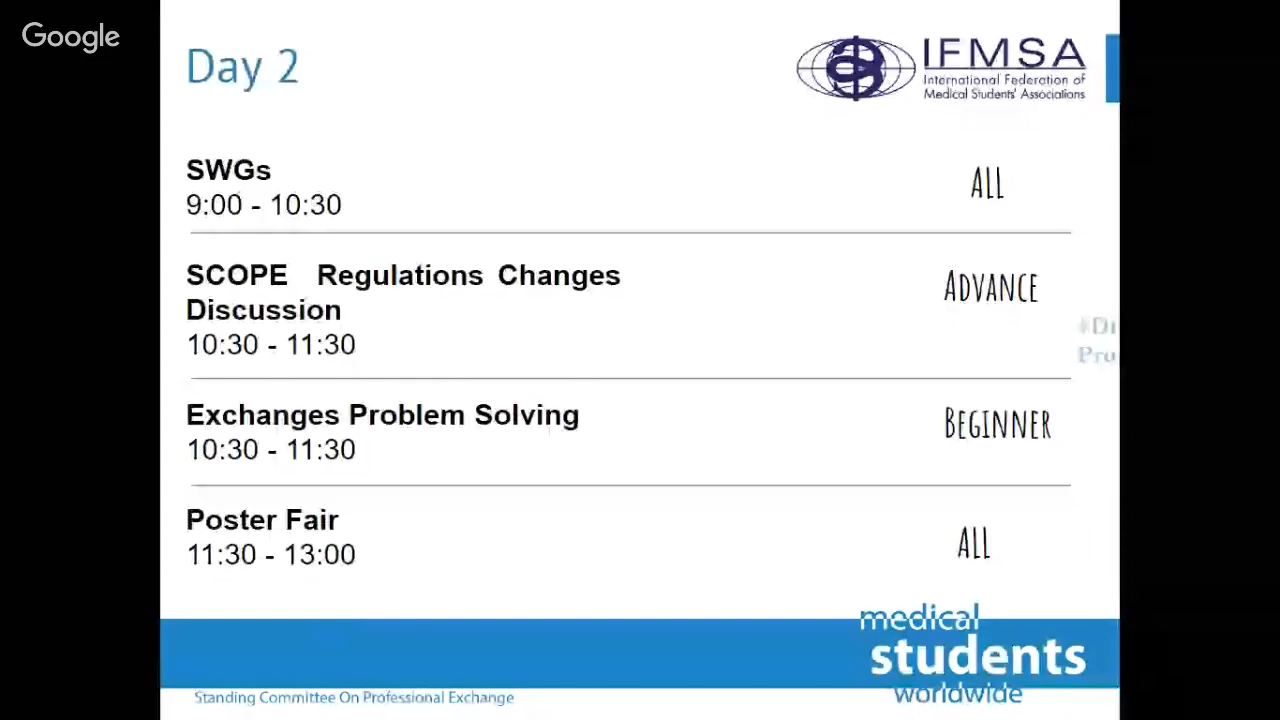 Google
Day 2
IFMSA
International Federation of
Medical Students' Associations
SWGs
9:00 - 10:30
ALL
SCOPE Regulations Changes
Discussion
10:30 - 11:30
ADVANCE
#Di
Pro
Exchanges Problem Solving
10:30 - 11:30
BEGINNER
Poster Fair
11:30 - 13:00
ALL
medical
students
worldwide
Standing Committee On Professional Exchange